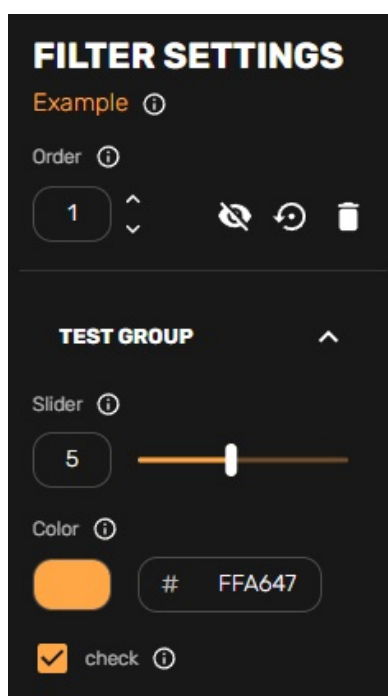 FILTER SETTINGS
Example
Order
1
TEST GROUP
Slider
5
Color
# FFA647
check